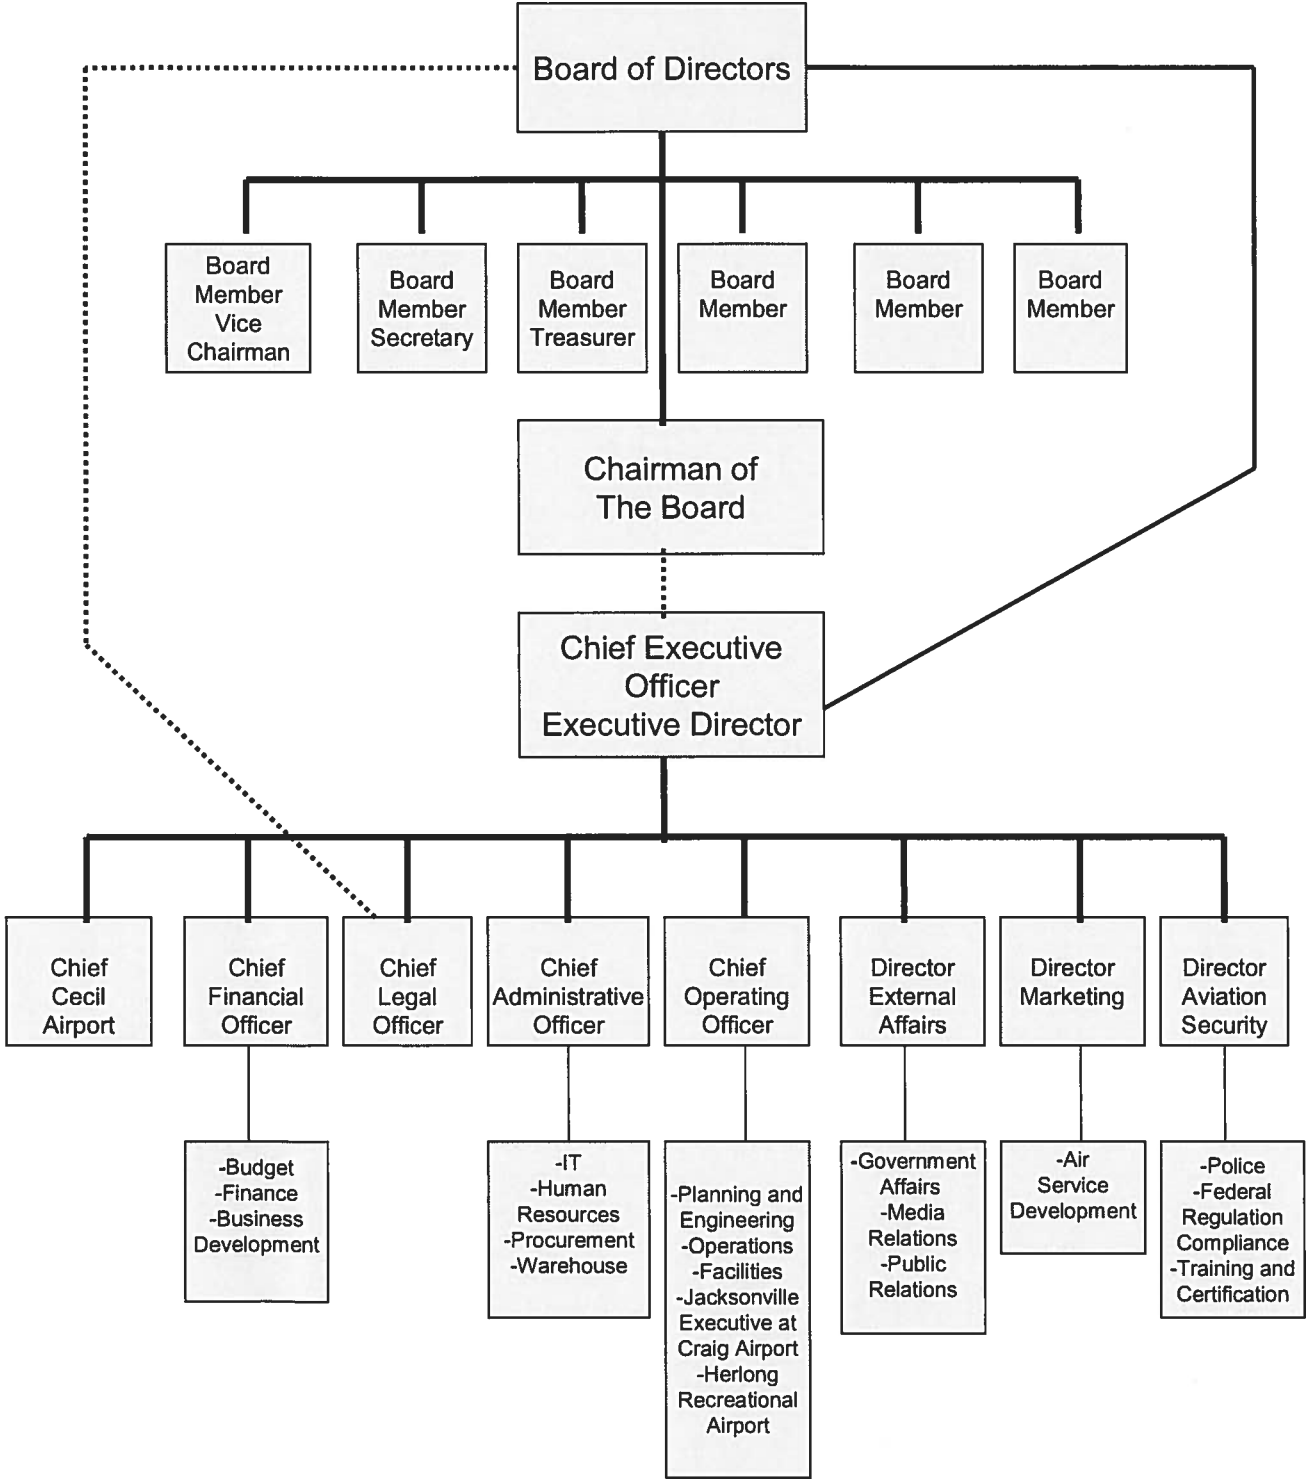 Board of Directors
Board
Member
Vice
Chairman
Board
Member
Secretary
Board
Member
Treasurer
Board
Member
Board
Member
Board
Member
Chairman of
The Board
Chief Executive
Officer
Executive Director
Chief
Cecil
Airport
Chief
Financial
Officer
Chief
Legal
Officer
Chief
Administrative
Officer
Chief
Operating
Officer
Director
External
Affairs
Director
Marketing
Director
Aviation
Security
-Budget
-Finance
-Business
Development
-IT
-Human
Resources
-Procurement
-Warehouse
-Planning and
Engineering
-Operations
-Facilities
-Jacksonville
Executive at
Craig Airport
-Herlong
Recreational
Airport
-Government
Affairs
-Media
Relations
-Public
Relations
-Air
Service
Development
-Police
-Federal
Regulation
Compliance
-Training and
Certification